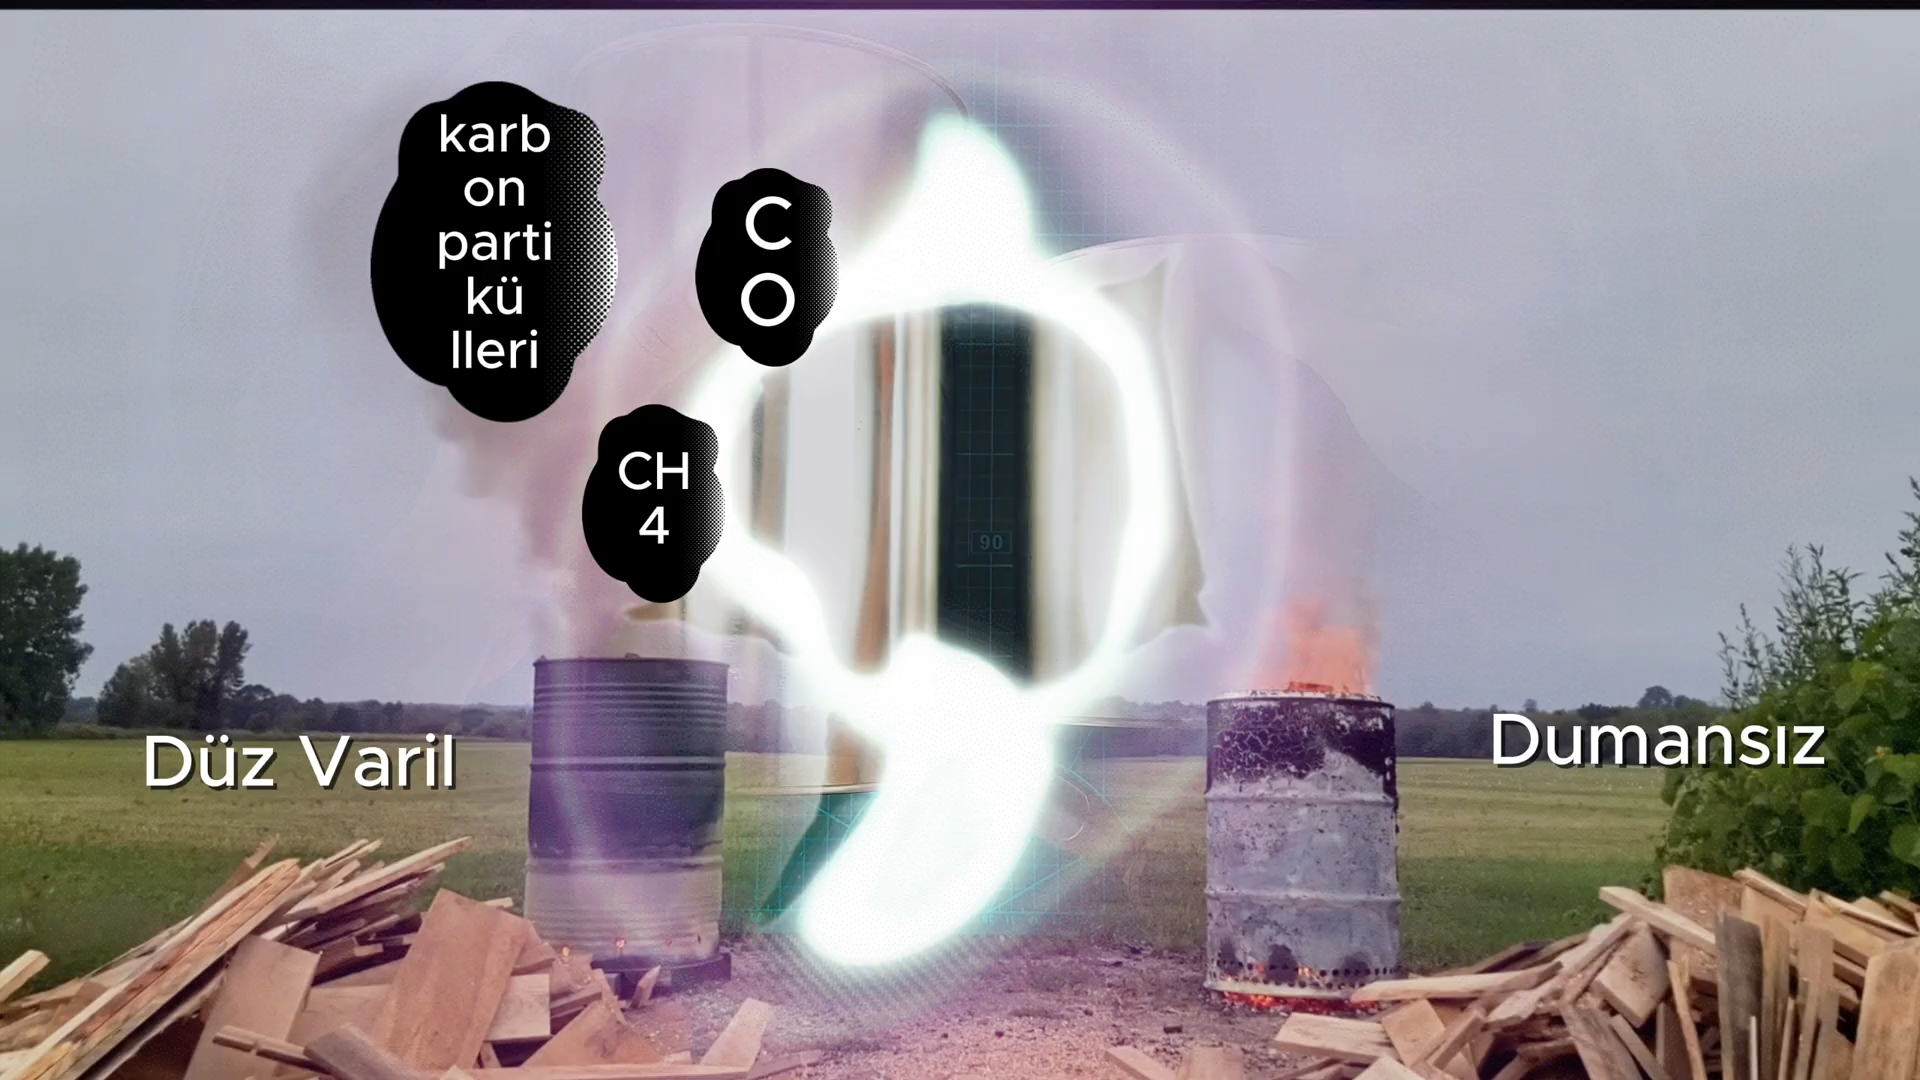 karb
on
parti
kü
lleri
C
O
CH
4
90
Düz Varil
Dumansız